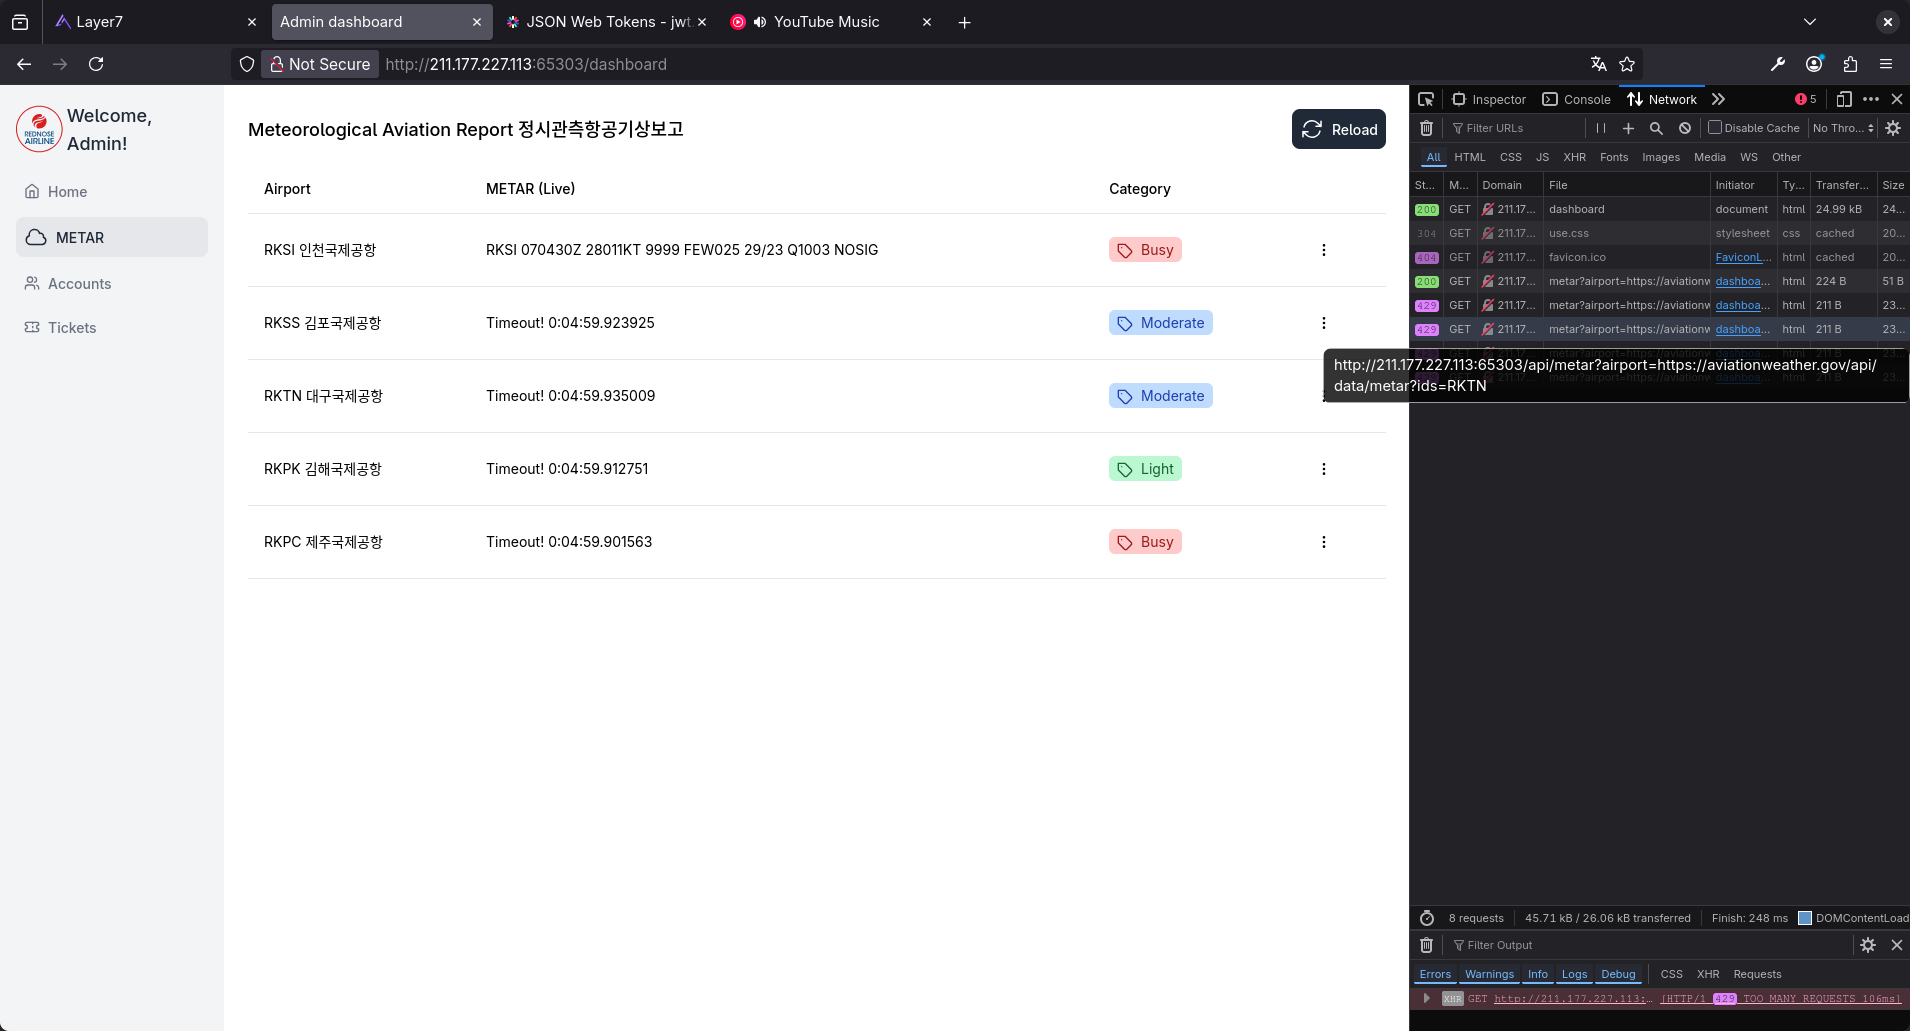 Layer7
Admin dashboard
JSON Web Tokens - jwt.
YouTube Music
Not Secure
http://211.177.227.113:65303/dashboard
REDNOSE
AIRLINE
Welcome,
Admin!
Home
METAR
Accounts
Tickets
Meteorological Aviation Report 정시관측항공기상보고
Reload
Airport METAR (Live) Category
RKSI 인천국제공항 RKSI 070430Z 28011KT 9999 FEW025 29/23 Q1003 NOSIG Busy
RKSS 김포국제공항 Timeout! 0:04:59.923925 Moderate
RKTN 대구국제공항 Timeout! 0:04:59.935009 Moderate
RKPK 김해국제공항 Timeout! 0:04:59.912751 Light
RKPC 제주국제공항 Timeout! 0:04:59.901563 Busy
Inspector Console Network 5
Filter URLs Disable Cache No Thro...
All HTML CSS JS XHR Fonts Images Media WS Other
St... M... Domain File Initiator Ty... Transfer... Size
200 GET 211.17... dashboard document html 24.99 kB 24...
304 GET 211.17... use.css stylesheet css cached 20...
404 GET 211.17... favicon.ico FaviconL... html cached 20...
200 GET 211.17... metar?airport=https://aviationw dashboa... html 224 B 51 B
429 GET 211.17... metar?airport=https://aviationw dashboa... html 211 B 23...
429 GET 211.17... metar?airport=https://aviationw dashboa... html 211 B 23...
http://211.177.227.113:65303/api/metar?airport=https://aviationweather.gov/api/
data/metar?ids=RKTN
8 requests 45.71 kB / 26.06 kB transferred Finish: 248 ms DOMContentLoad
Filter Output
Errors Warnings Info Logs Debug CSS XHR Requests
XHR GET http://211.177.227.113:... [HTTP/1 429 TOO MANY REQUESTS 106ms]